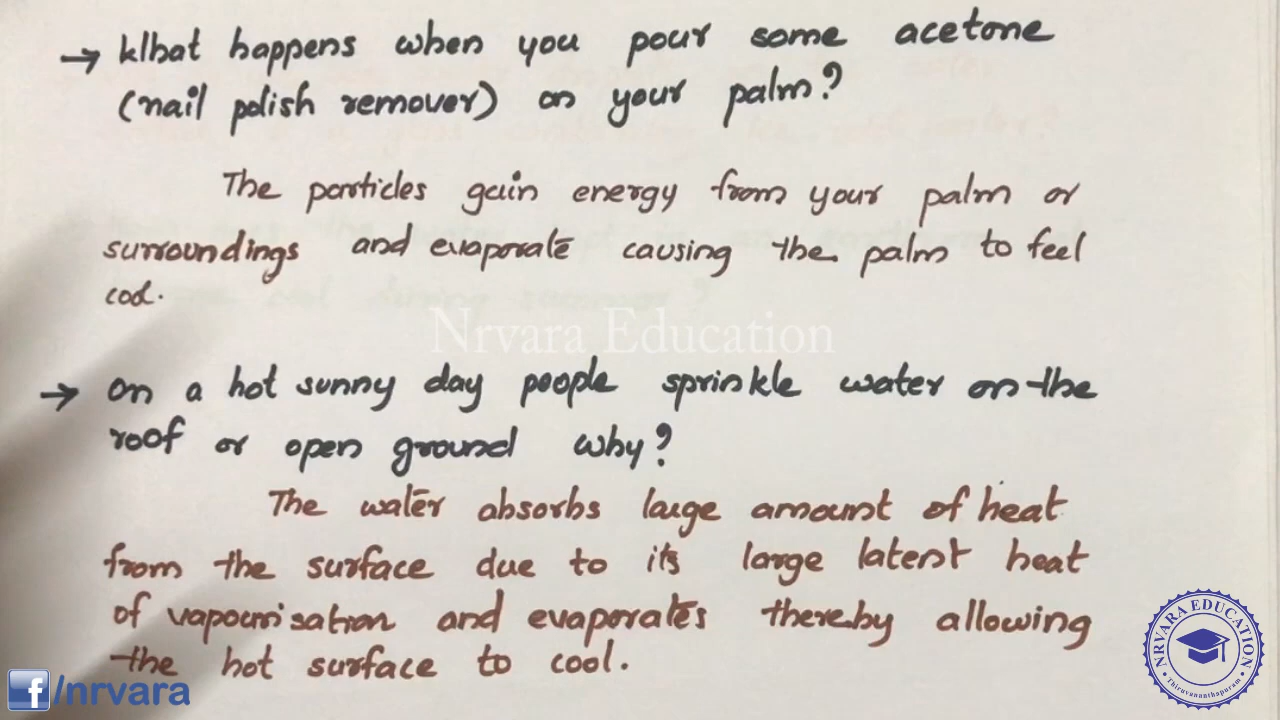 → What happens when you pour some acetone
(nail polish remover) on your palm?
The particles gain energy from your palm or
surroundings and evaporate causing the palm to feel
cool.
Nrvara Education
→ On a hot sunny day people sprinkle water on the
roof or open ground why?
The water absorbs large amount of heat
from the surface due to its large latent heat
of vapourisation and evaporates thereby allowing
the hot surface to cool.
f/nrvara
NRVARA EDUCATION
Thiruvananthapuram